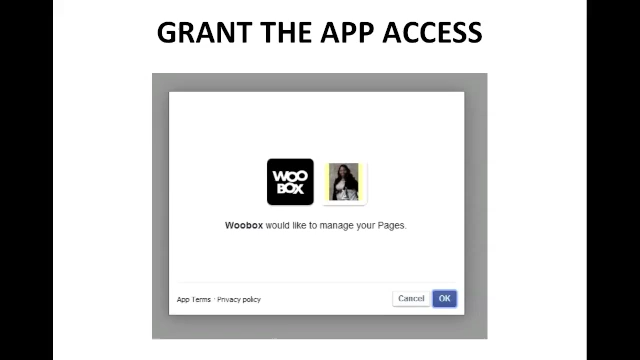 GRANT THE APP ACCESS
WOO
BOX
Woobox would like to manage your Pages.
App Terms · Privacy policy
Cancel
OK